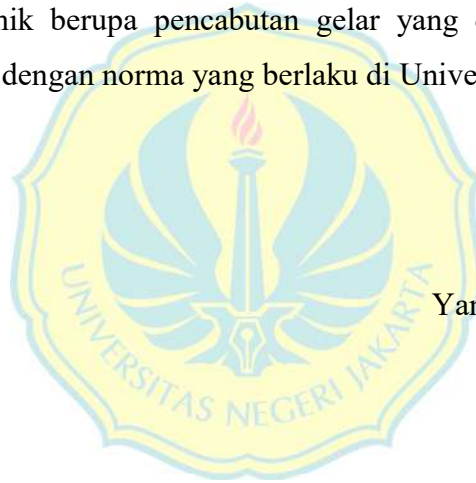 nik berupa pencabutan gelar yang
dengan norma yang berlaku di Unive
Yan
UNIVERSITAS NEGERI JAKARTA